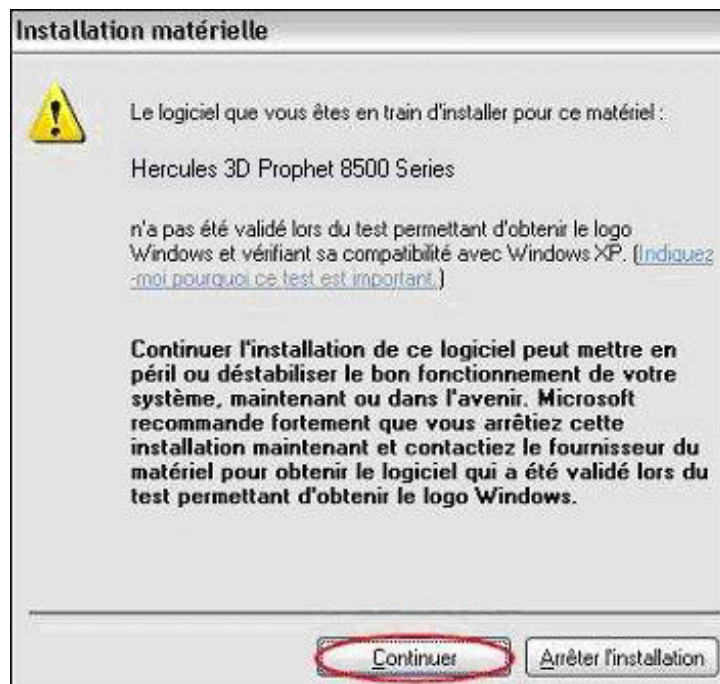 Installation matérielle
Le logiciel que vous êtes en train d'installer pour ce matériel :
Hercules 3D Prophet 8500 Series
n'a pas été validé lors du test permettant d'obtenir le logo
Windows et vérifiant sa compatibilité avec Windows XP. (Indiquez
-moi pourquoi ce test est important.)
Continuer l'installation de ce logiciel peut mettre en
péril ou déstabiliser le bon fonctionnement de votre
système, maintenant ou dans l'avenir. Microsoft
recommande fortement que vous arrêtiez cette
installation maintenant et contactiez le fournisseur du
matériel pour obtenir le logiciel qui a été validé lors du
test permettant d'obtenir le logo Windows.
Continuer Arrêter l'installation